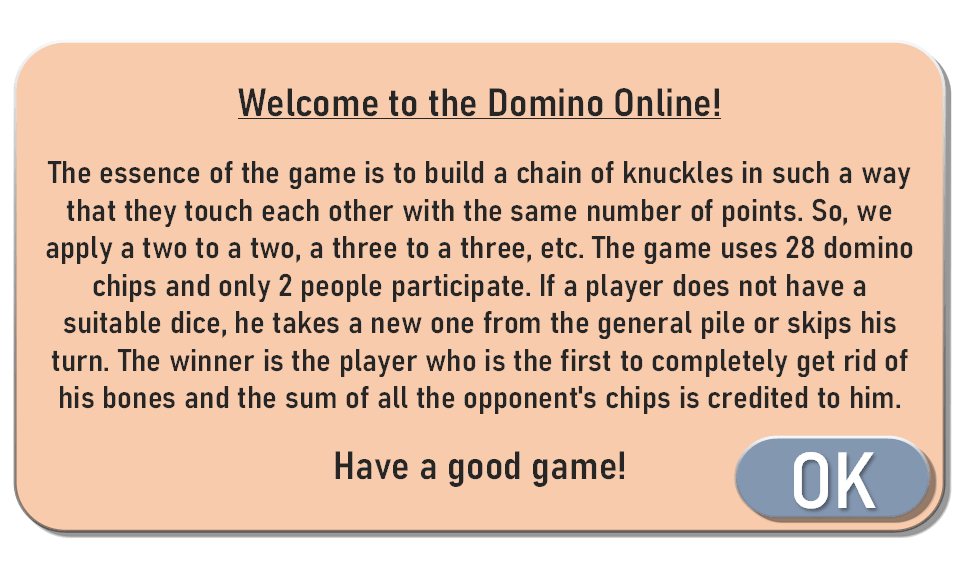 Welcome to the Domino Online!
The essence of the game is to build a chain of knuckles in such a way
that they touch each other with the same number of points. So, we
apply a two to a two, a three to a three, etc. The game uses 28 domino
chips and only 2 people participate. If a player does not have a
suitable dice, he takes a new one from the general pile or skips his
turn. The winner is the player who is the first to completely get rid of
his bones and the sum of all the opponent's chips is credited to him.
Have a good game!
OK